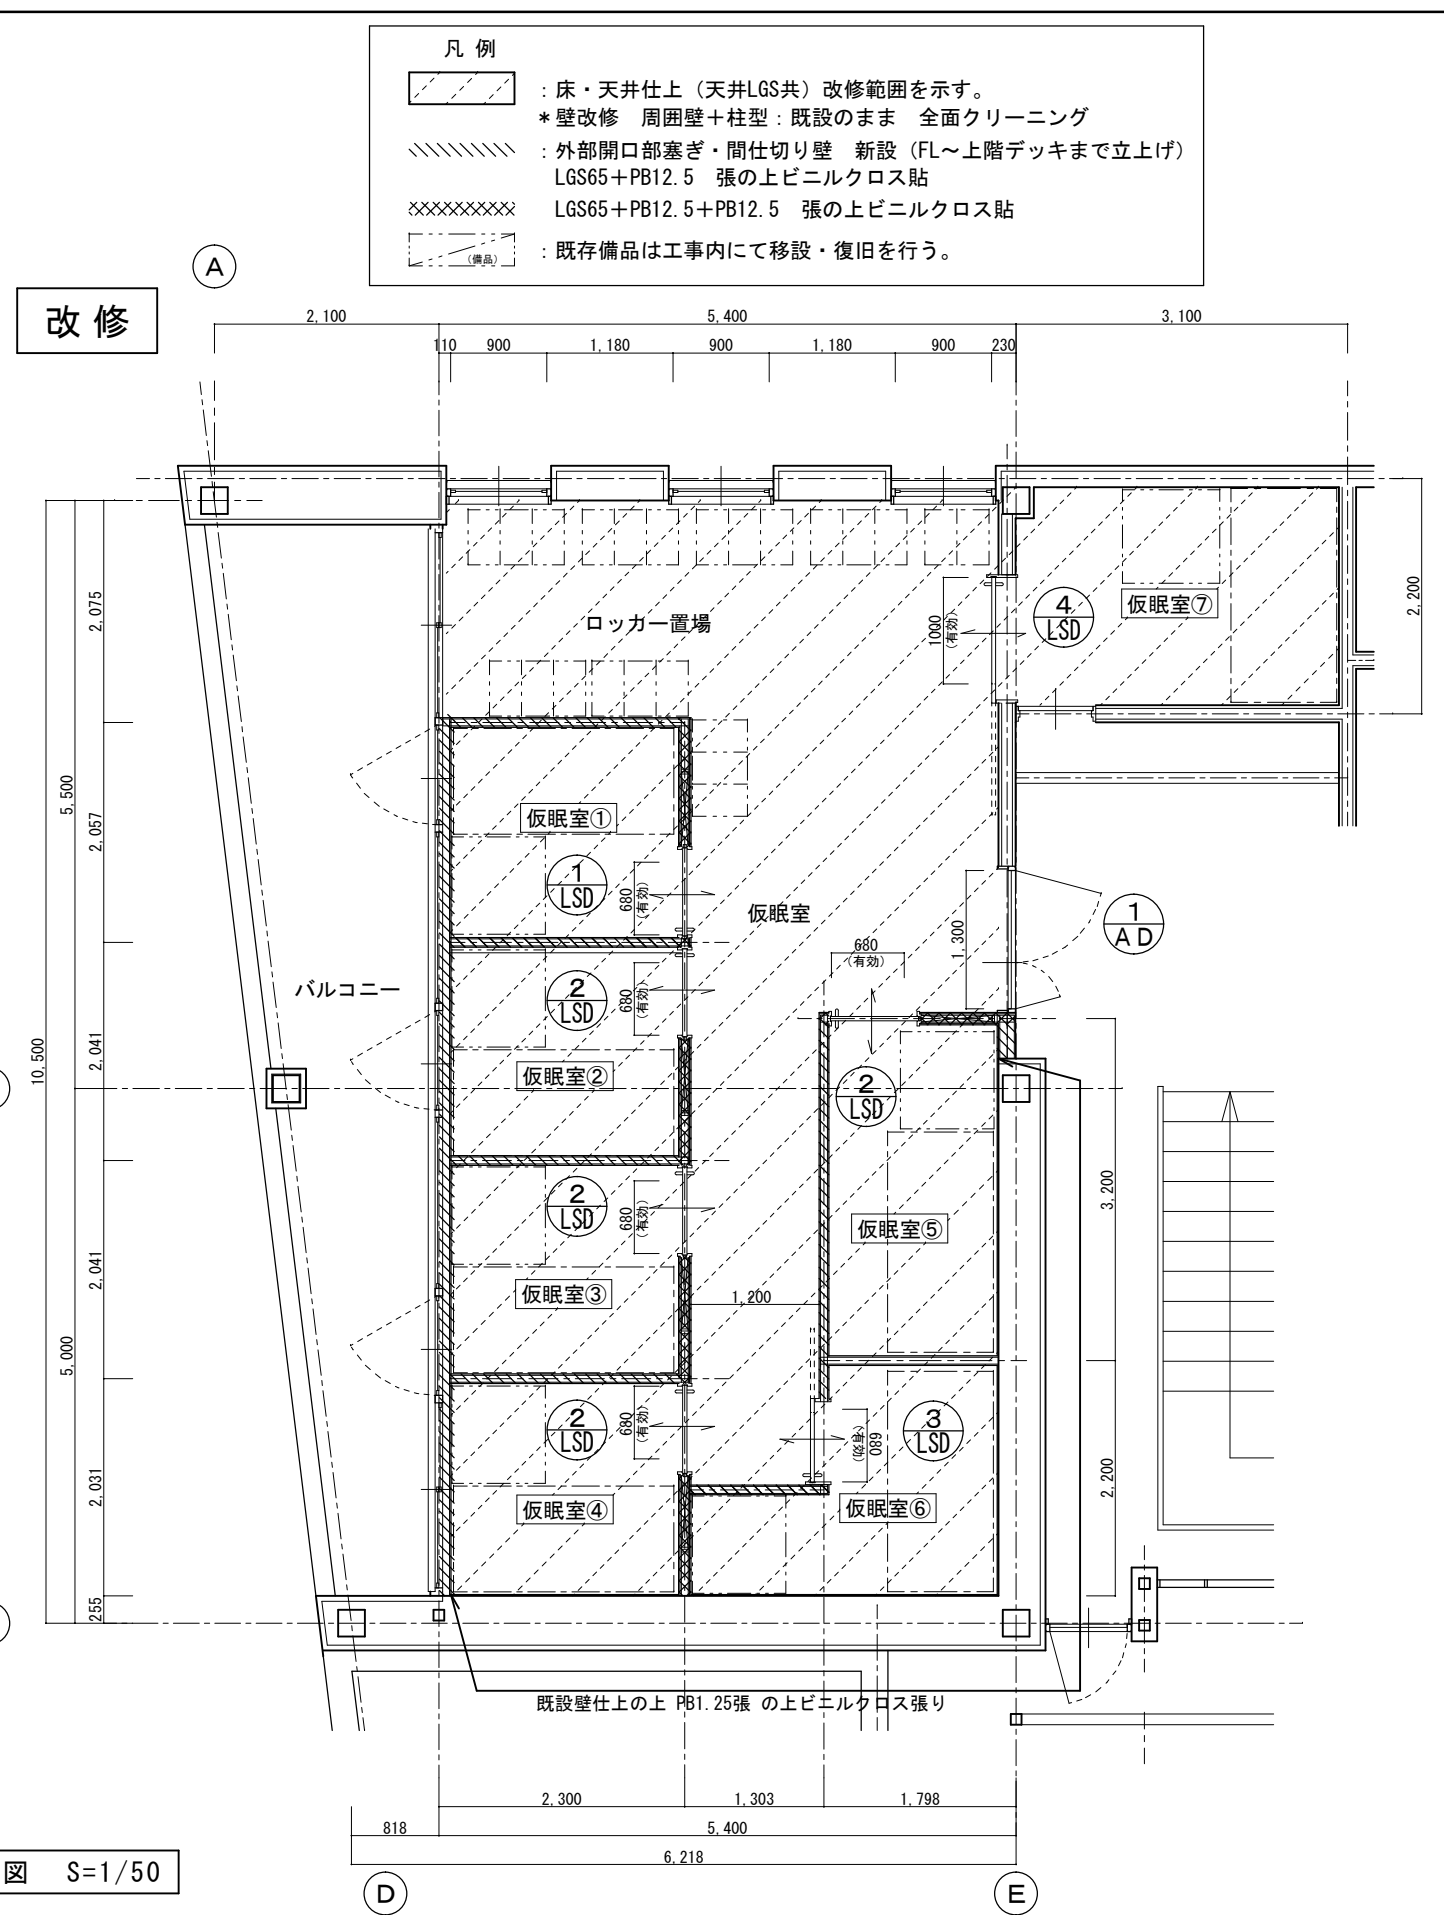 凡 例
：床・天井仕上（天井LGS共）改修範囲を示す。
＊壁改修　周囲壁＋柱型：既設のまま　全面クリーニング
：外部開口部塞ぎ・間仕切り壁　新設（FL～上階デッキまで立上げ）
LGS65＋PB12.5　張の上ビニルクロス貼
LGS65＋PB12.5＋PB12.5　張の上ビニルクロス貼
（備品）
：既存備品は工事内にて移設・復旧を行う。
A
改 修
2,100
5,400
3,100
110
900
1,180
900
1,180
900
230
2,075
ロッカー置場
1000
（有効）
4
LSD
仮眠室⑦
2,200
5,500
2,057
仮眠室①
1
LSD
680
（有効）
仮眠室
1,300
1
AD
バルコニー
2
LSD
680
（有効）
680
（有効）
10,500
2,041
仮眠室②
2
LSD
2
LSD
680
（有効）
仮眠室⑤
3,200
2,041
仮眠室③
1,200
5,000
2
LSD
680
（有効）
680
（有効）
3
LSD
2,031
仮眠室④
仮眠室⑥
2,200
255
既設壁仕上の上 PB1.25張 の上ビニルクロス張り
2,300
1,303
1,798
818
5,400
6,218
図　S=1/50
D
E